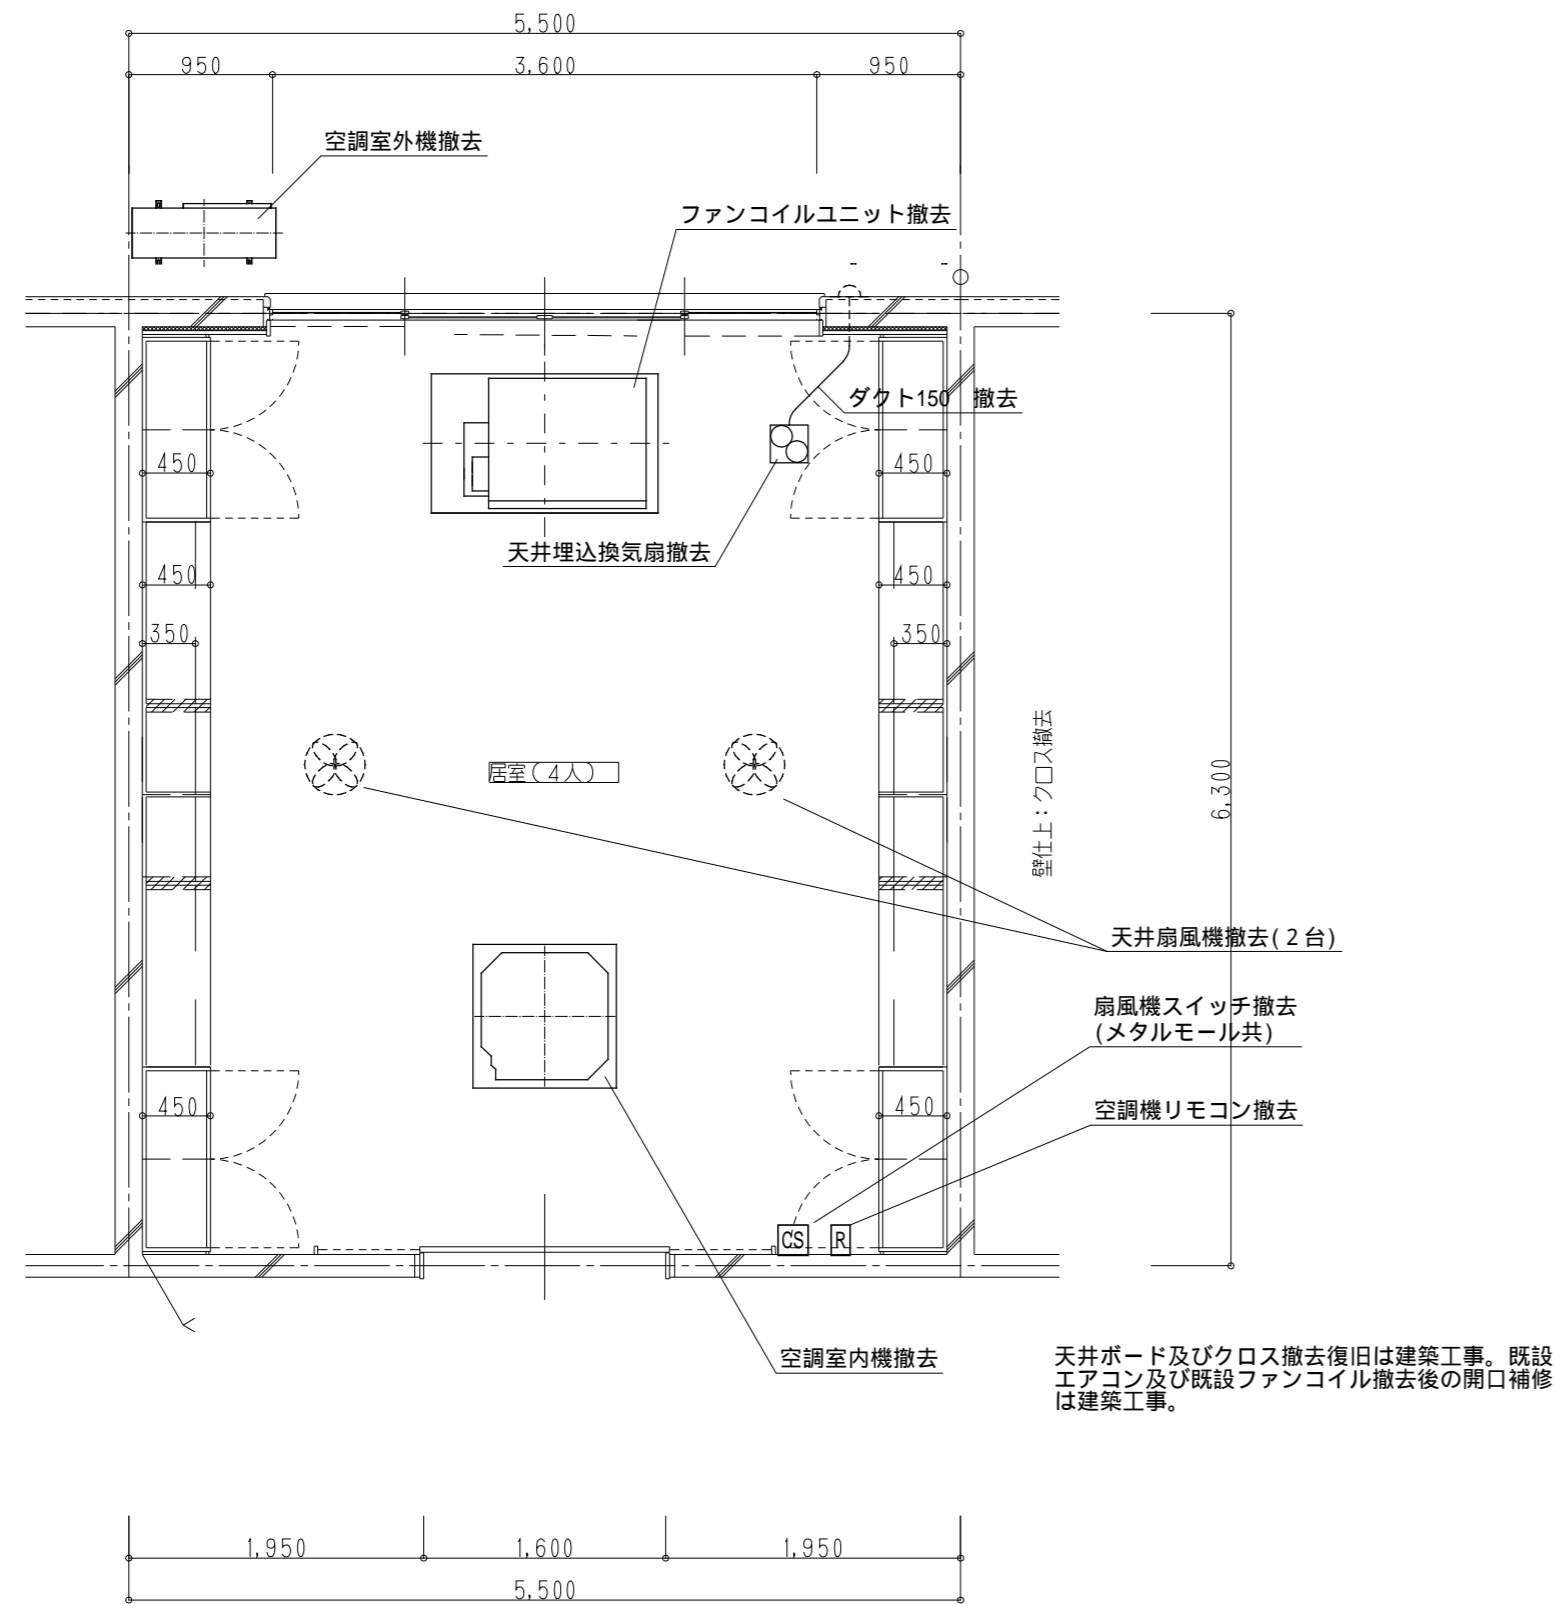 5,500
950
3,600
950
空調室外機撤去
ファンコイルユニット撤去
ダクト150 撤去
450
450
天井埋込換気扇撤去
450
450
350
350
居室(4人)
壁仕上：クロス撤去
6,300
天井扇風機撤去(２台)
扇風機スイッチ撤去
(メタルモール共)
450
450
空調機リモコン撤去
CS
R
空調室内機撤去
天井ボード及びクロス撤去復旧は建築工事。既設
エアコン及び既設ファンコイル撤去後の開口補修
は建築工事。
1,950
1,600
1,950
5,500